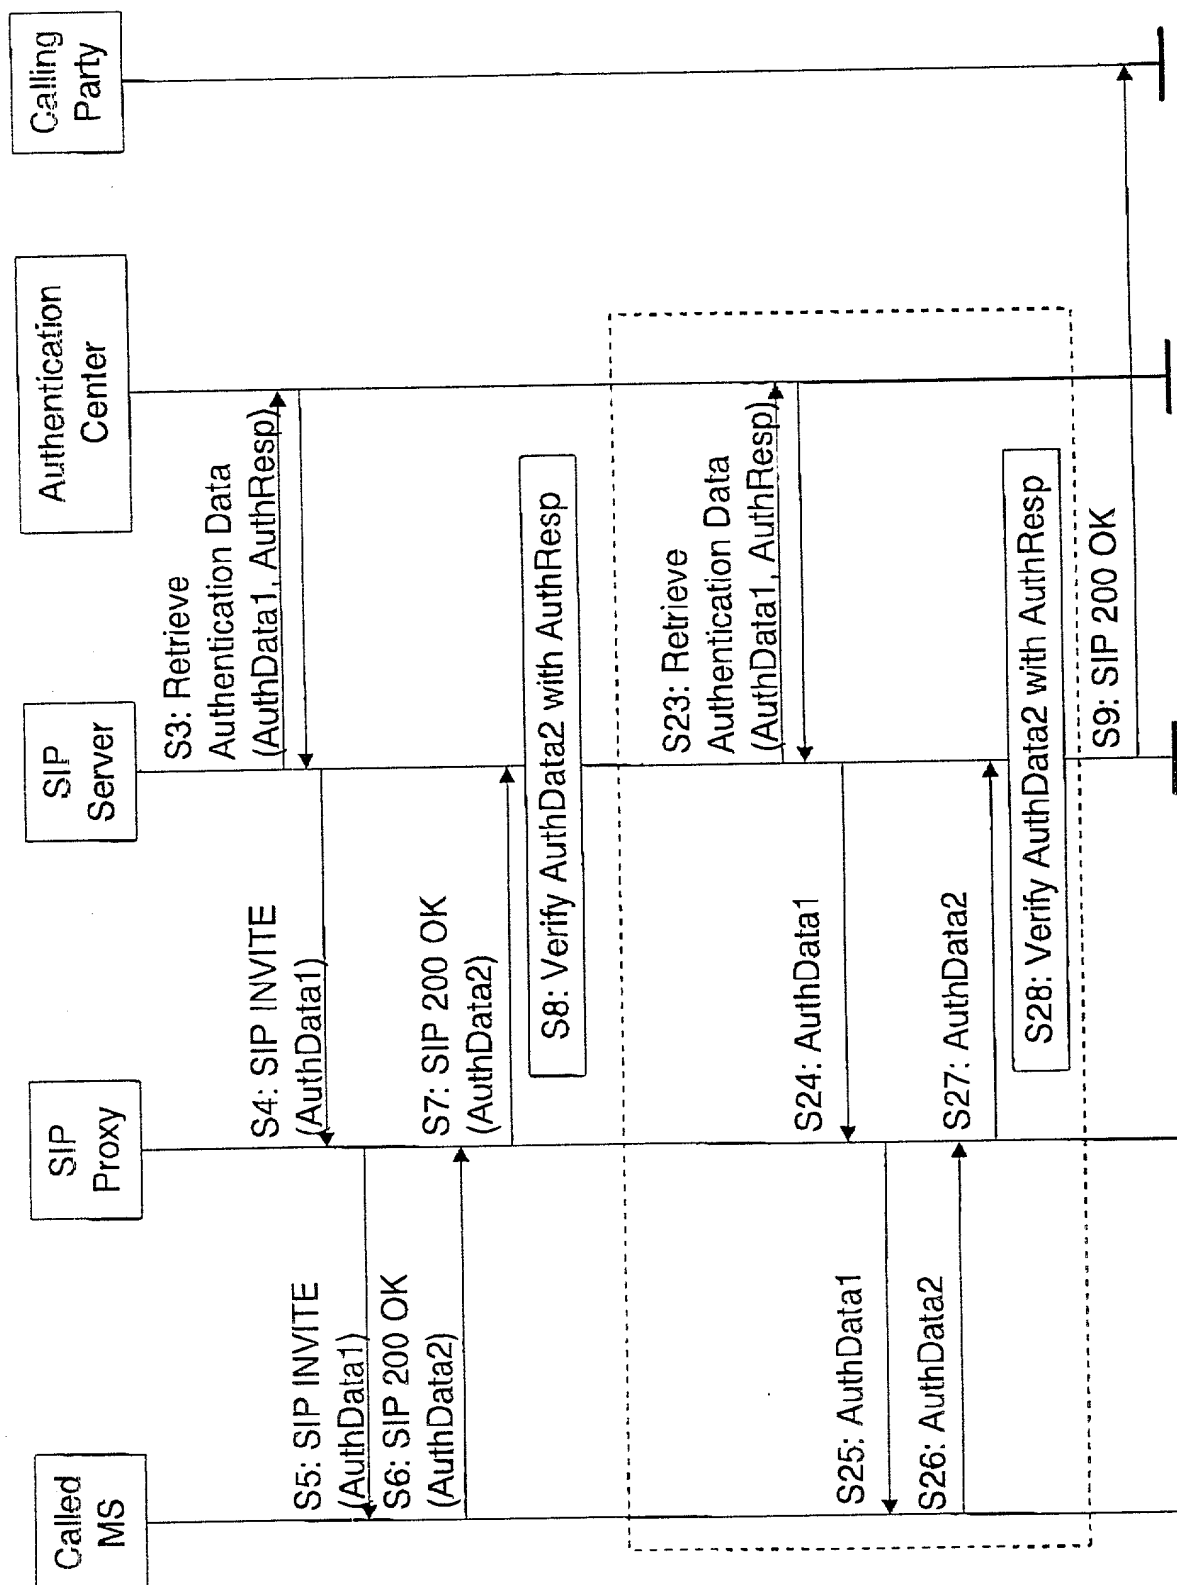 Called
MS
SIP
Proxy
SIP
Server
Authentication
Center
Calling
Party
S3: Retrieve
Authentication Data
(AuthData1, AuthResp)
S4: SIP INVITE
(AuthData1)
S5: SIP INVITE
(AuthData1)
S6: SIP 200 OK
(AuthData2)
S7: SIP 200 OK
(AuthData2)
S8: Verify AuthData2 with AuthResp
S23: Retrieve
Authentication Data
(AuthData1, AuthResp)
S24: AuthData1
S25: AuthData1
S26: AuthData2
S27: AuthData2
S28: Verify AuthData2 with AuthResp
S9: SIP 200 OK